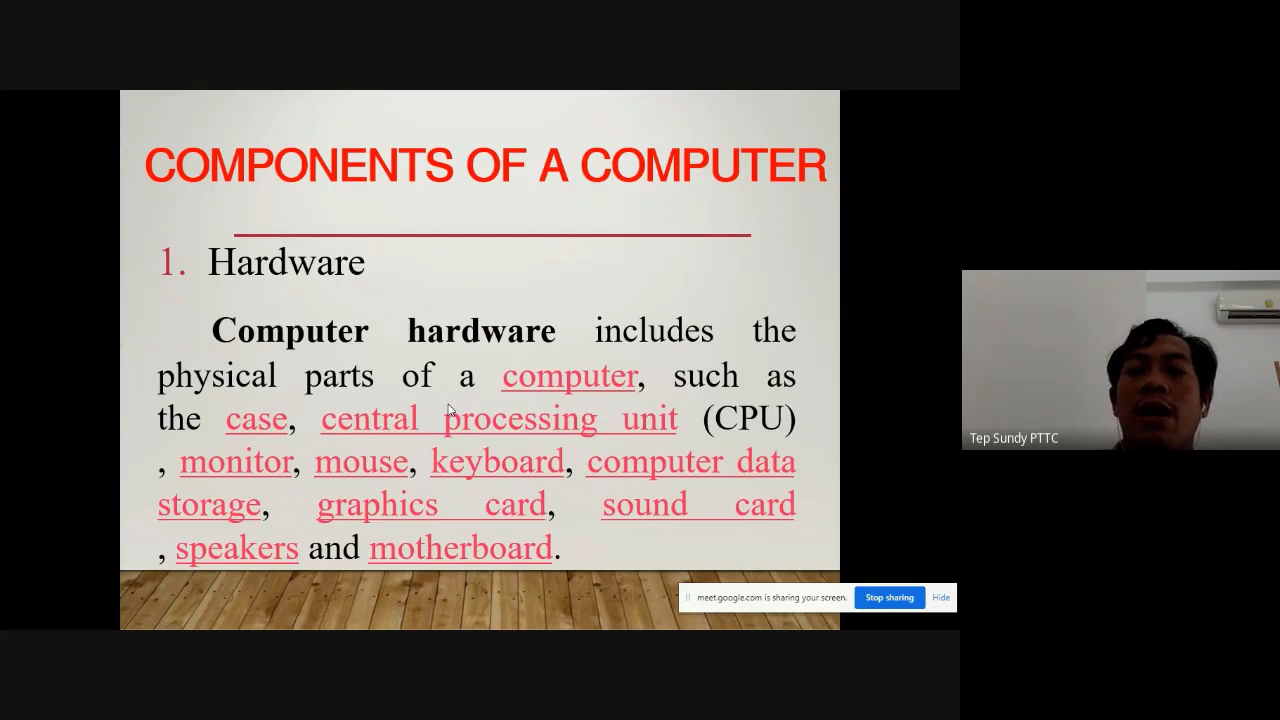 COMPONENTS OF A COMPUTER
1. Hardware
Computer hardware includes the
physical parts of a computer, such as
the case, central processing unit (CPU)
, monitor, mouse, keyboard, computer data
storage, graphics card, sound card
, speakers and motherboard.
meet.google.com is sharing your screen. Stop sharing Hide
Tep Sundy PTTC